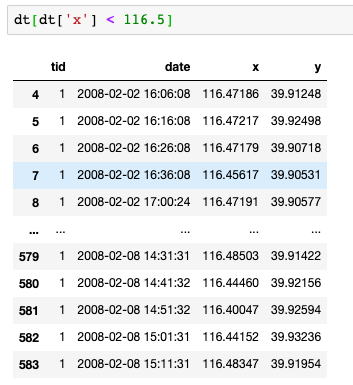 dt[dt['x'] < 116.5]
tid date x y
4 1 2008-02-02 16:06:08 116.47186 39.91248
5 1 2008-02-02 16:16:08 116.47217 39.92498
6 1 2008-02-02 16:26:08 116.47179 39.90718
7 1 2008-02-02 16:36:08 116.45617 39.90531
8 1 2008-02-02 17:00:24 116.47191 39.90577
... ... ... ... ...
579 1 2008-02-08 14:31:31 116.48503 39.91422
580 1 2008-02-08 14:41:32 116.44460 39.92156
581 1 2008-02-08 14:51:32 116.40047 39.92594
582 1 2008-02-08 15:01:31 116.44152 39.93236
583 1 2008-02-08 15:11:31 116.48347 39.91954